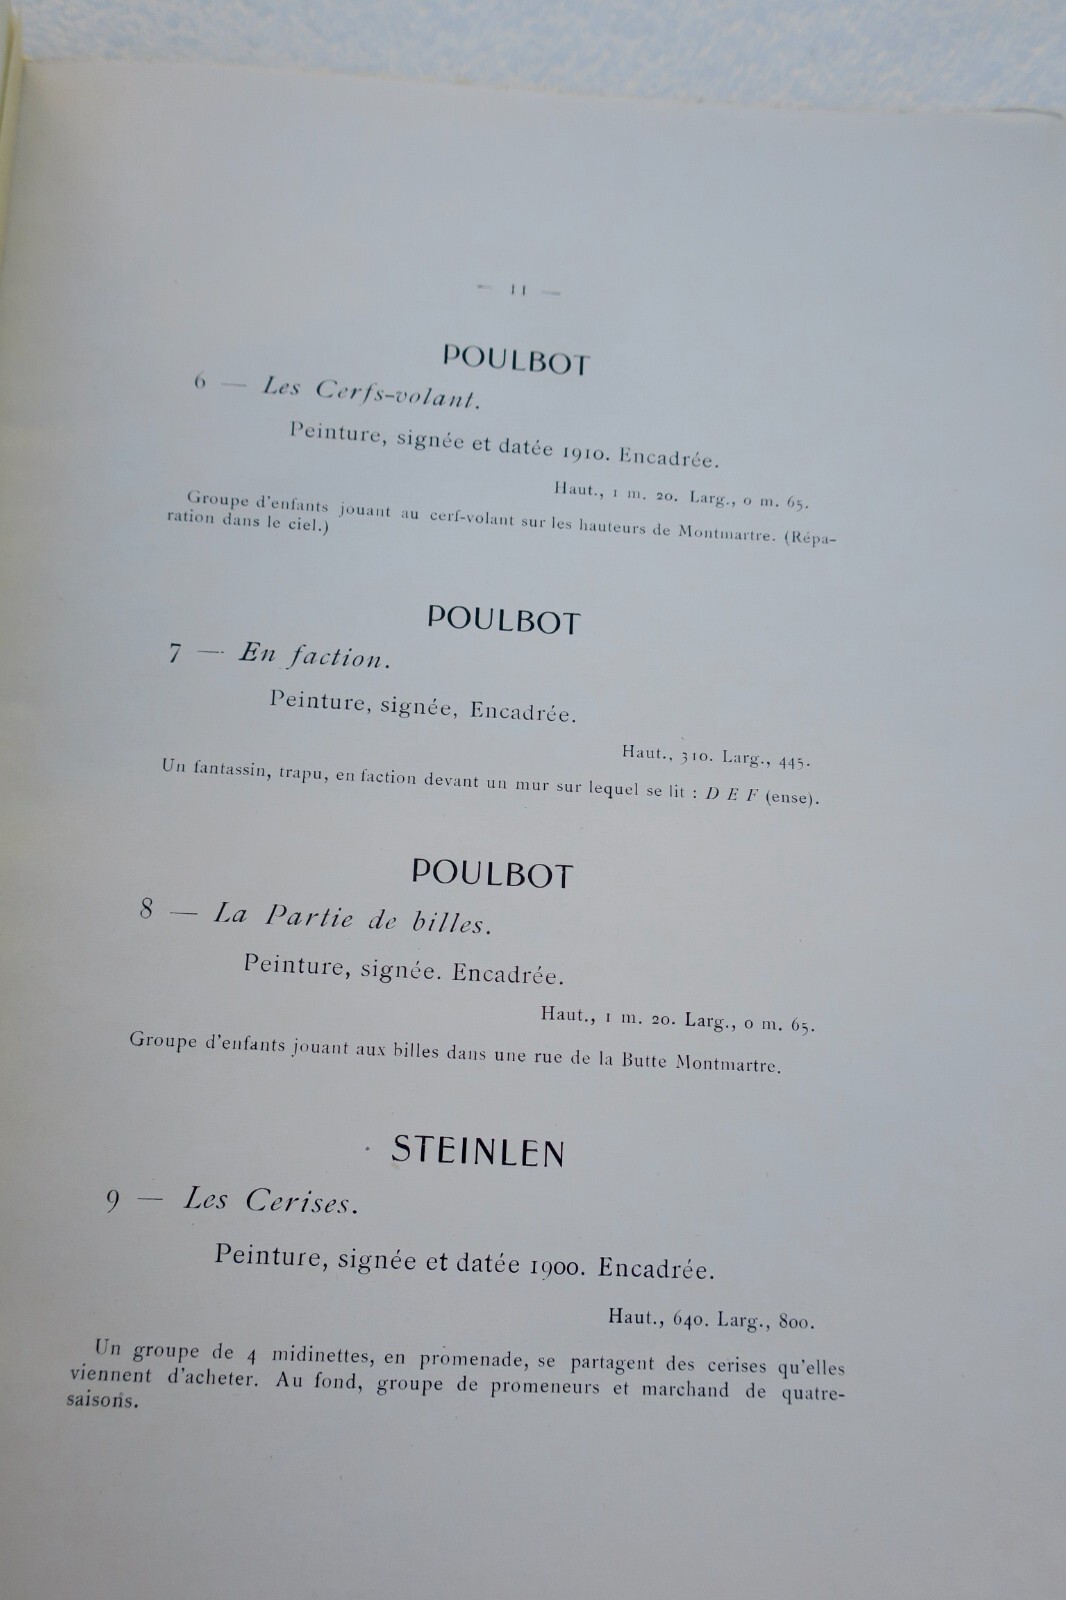 — 11 —
POULBOT
6 — Les Cerfs-volant.
Peinture, signée et datée 1910. Encadrée.
Haut., 1 m. 20. Larg., 0 m. 65.
Groupe d'enfants jouant au cerf-volant sur les hauteurs de Montmartre. (Répa-
ration dans le ciel.)
POULBOT
7 — En faction.
Peinture, signée, Encadrée.
Haut., 310. Larg., 445.
Un fantassin, trapu, en faction devant un mur sur lequel se lit : D E F (ense).
POULBOT
8 — La Partie de billes.
Peinture, signée. Encadrée.
Haut., 1 m. 20. Larg., 0 m. 65.
Groupe d'enfants jouant aux billes dans une rue de la Butte Montmartre.
STEINLEN
9 — Les Cerises.
Peinture, signée et datée 1900. Encadrée.
Haut., 640. Larg., 800.
Un groupe de 4 midinettes, en promenade, se partagent des cerises qu'elles
viennent d'acheter. Au fond, groupe de promeneurs et marchand de quatre-
saisons.